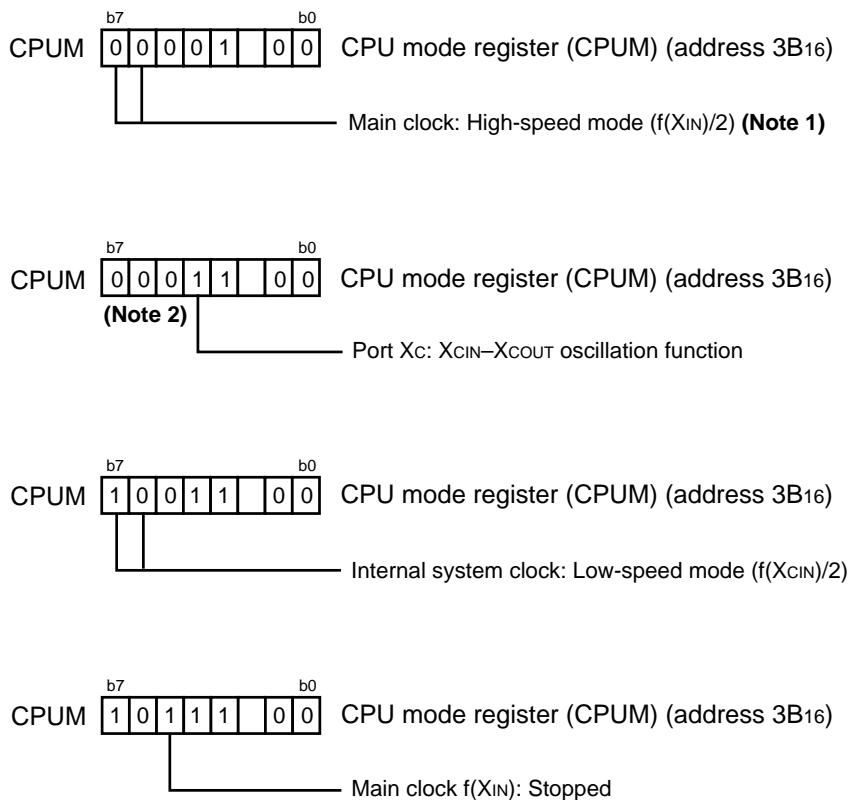 b7 b0
CPUM 0 0 0 0 1 0 0 CPU mode register (CPUM) (address 3B16)
Main clock: High-speed mode (f(XIN)/2) (Note 1)
b7 b0
CPUM 0 0 0 1 1 0 0 CPU mode register (CPUM) (address 3B16)
(Note 2)
Port XC: XCIN–XCOUT oscillation function
b7 b0
CPUM 1 0 0 1 1 0 0 CPU mode register (CPUM) (address 3B16)
Internal system clock: Low-speed mode (f(XCIN)/2)
b7 b0
CPUM 1 0 1 1 1 0 0 CPU mode register (CPUM) (address 3B16)
Main clock f(XIN): Stopped